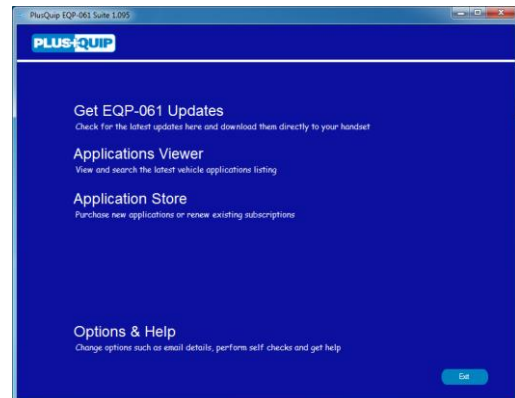 PlusQuip EQP-061 Suite 1.095
PLUS QUIP
Get EQP-061 Updates
Check for the latest updates here and download them directly to your handset
Applications Viewer
View and search the latest vehicle applications listing
Application Store
Purchase new applications or renew existing subscriptions
Options & Help
Change options such as email details, perform self checks and get help
Exit